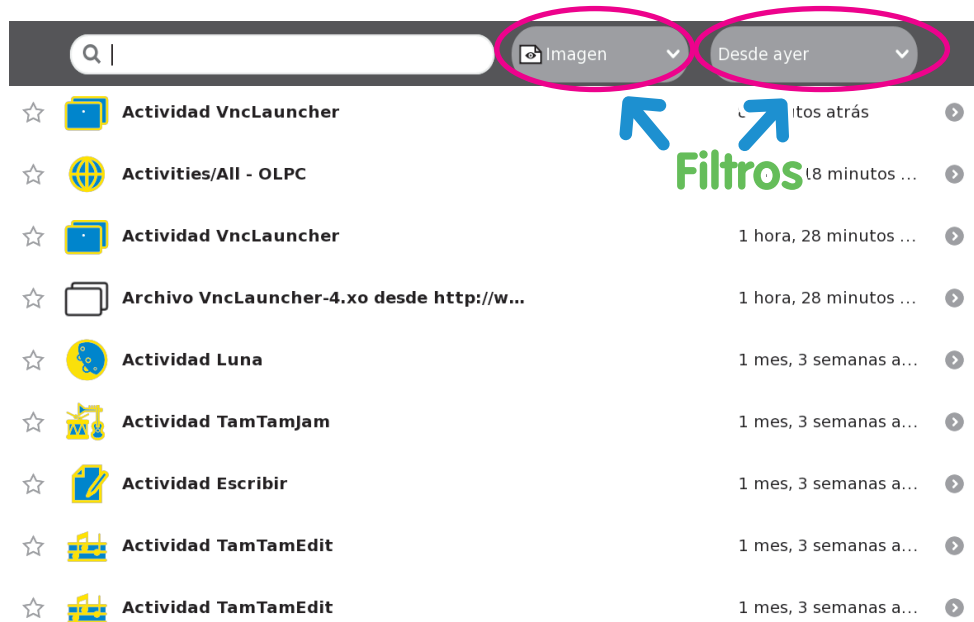 Imagen
Desde ayer
Actividad VncLauncher
tos atrás
Filtros
Activities/All - OLPC
18 minutos ...
Actividad VncLauncher
1 hora, 28 minutos ...
Archivo VncLauncher-4.xo desde http://w...
1 hora, 28 minutos ...
Actividad Luna
1 mes, 3 semanas a...
Actividad TamTamJam
1 mes, 3 semanas a...
Actividad Escribir
1 mes, 3 semanas a...
Actividad TamTamEdit
1 mes, 3 semanas a...
Actividad TamTamEdit
1 mes, 3 semanas a...